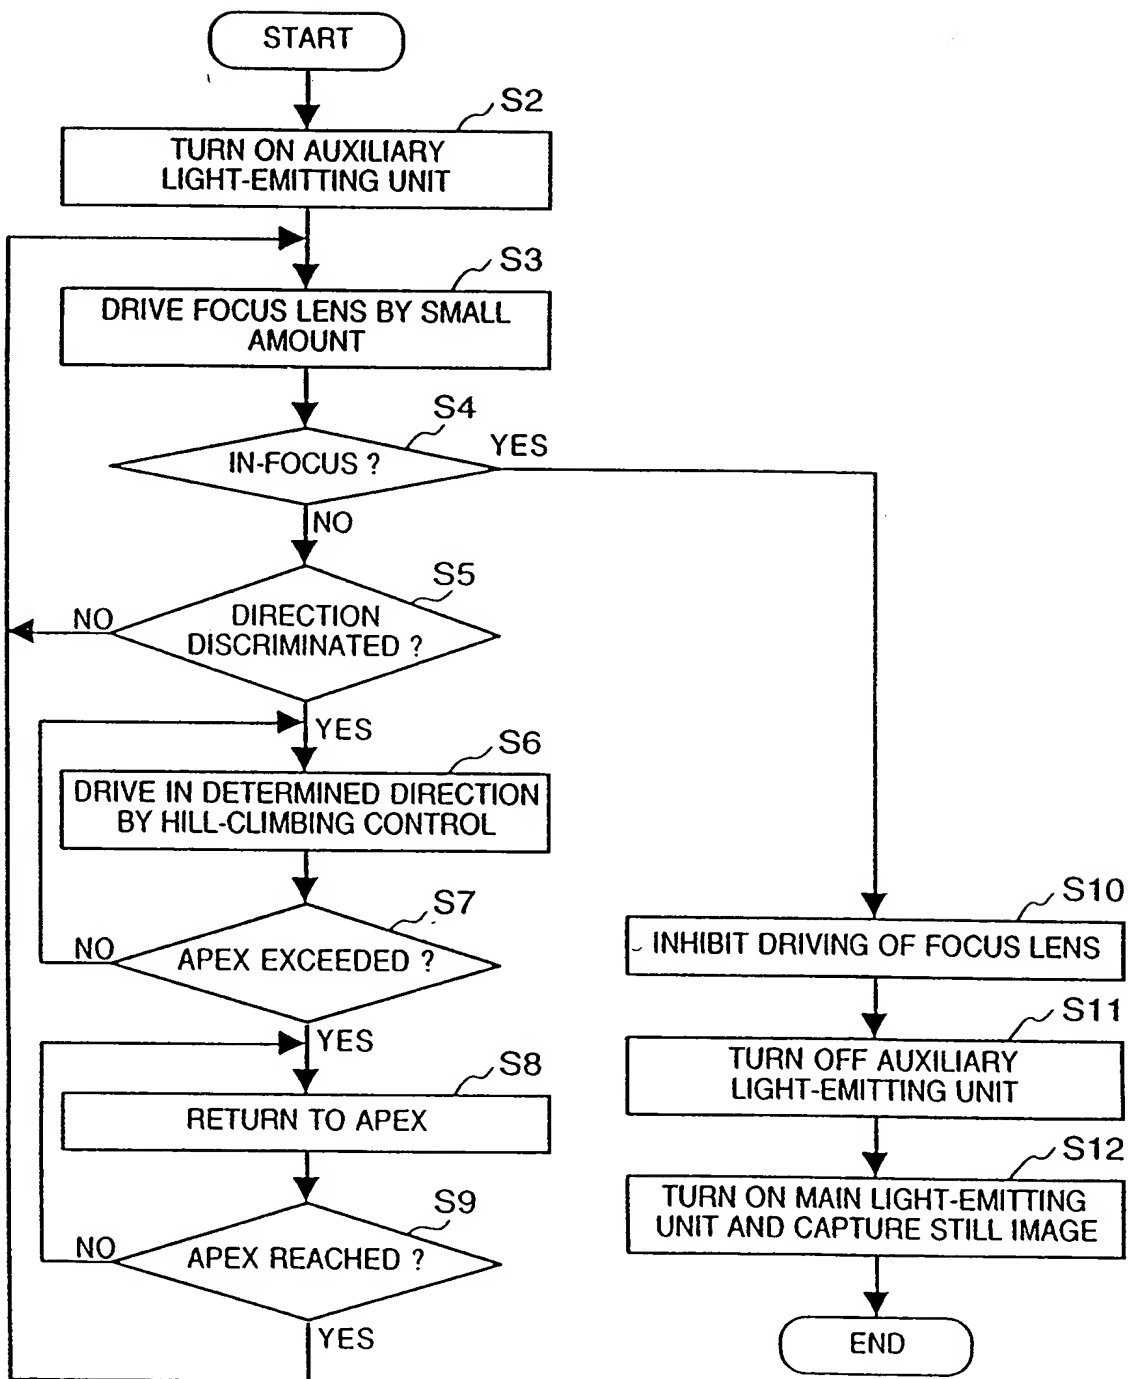 START
S2
TURN ON AUXILIARY
LIGHT-EMITTING UNIT
S3
DRIVE FOCUS LENS BY SMALL
AMOUNT
S4
IN-FOCUS ?
YES
NO
S5
DIRECTION
DISCRIMINATED ?
NO
YES
S6
DRIVE IN DETERMINED DIRECTION
BY HILL-CLIMBING CONTROL
S7
APEX EXCEEDED ?
NO
YES
S8
RETURN TO APEX
S9
APEX REACHED ?
NO
YES
S10
INHIBIT DRIVING OF FOCUS LENS
S11
TURN OFF AUXILIARY
LIGHT-EMITTING UNIT
S12
TURN ON MAIN LIGHT-EMITTING
UNIT AND CAPTURE STILL IMAGE
END